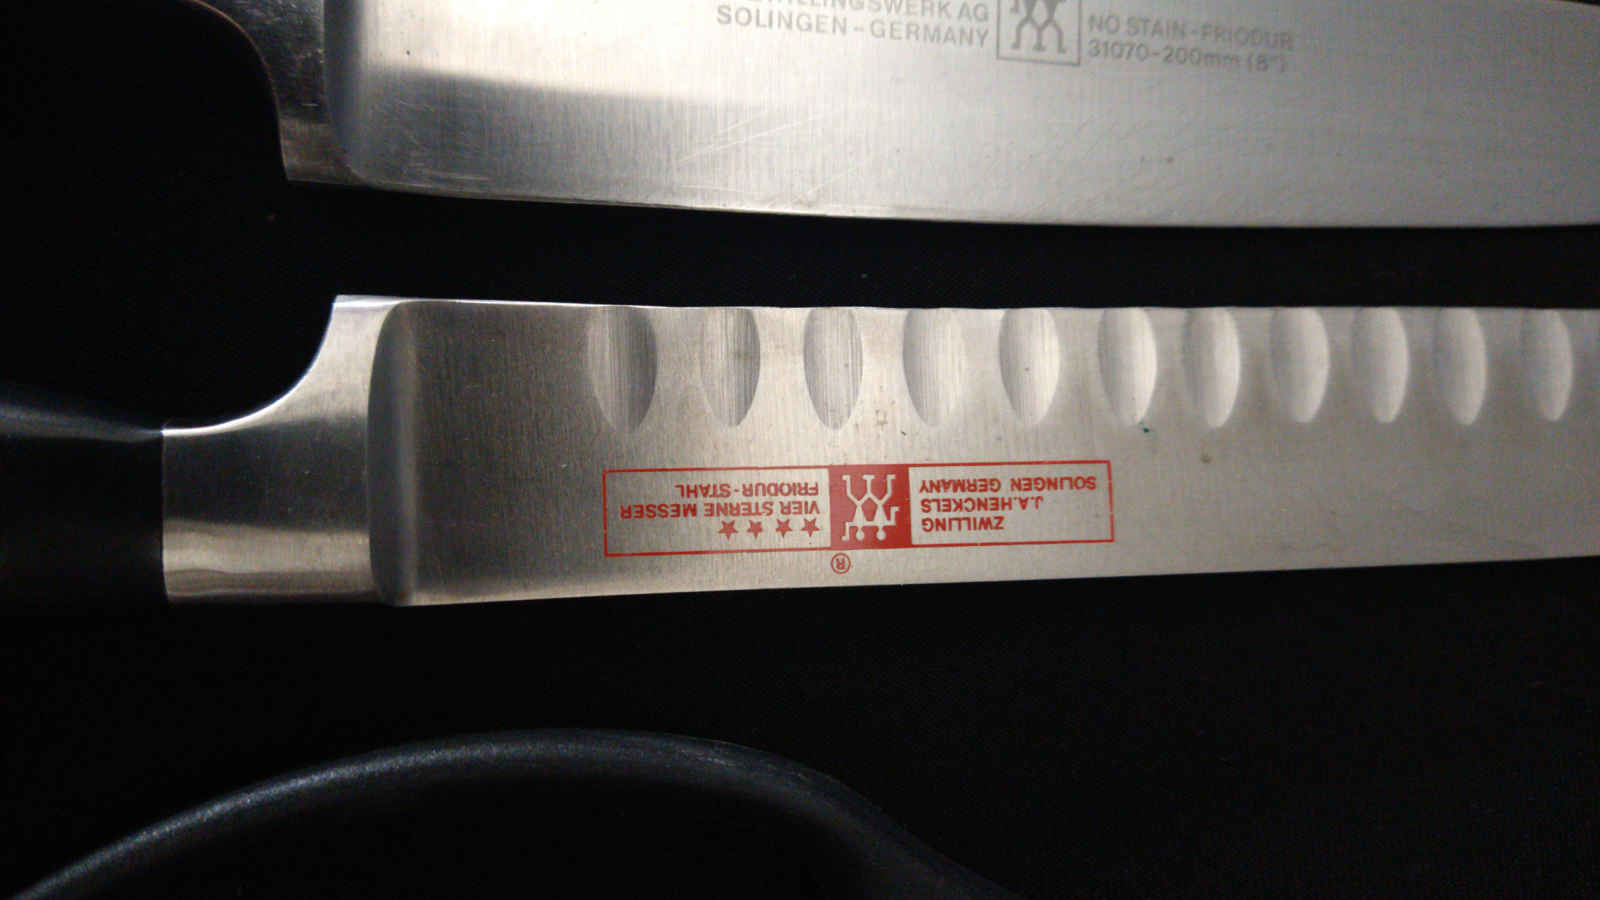 SOLINGEN-GERMANY
NO STAIN-FRIODUR
31070-200mm (8")
ZWILLING
J.A.HENCKELS
SOLINGEN GERMANY
★★★★
VIER STERNE MESSER
FRIODUR-STAHL
®